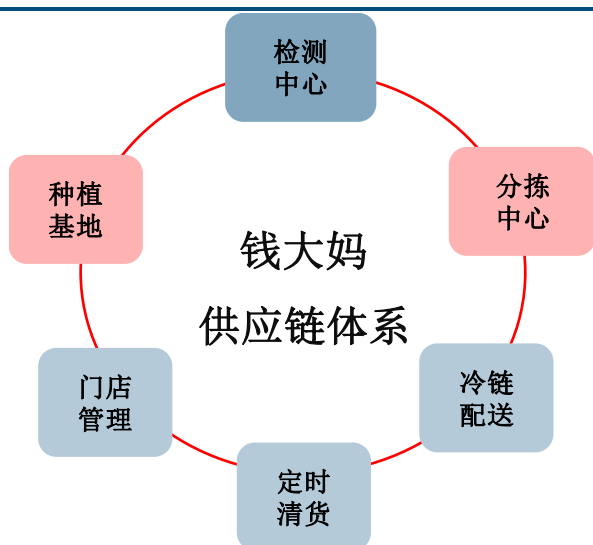 检测
中心
种植
基地
分拣
中心
钱大妈
供应链体系
门店
管理
冷链
配送
定时
清货